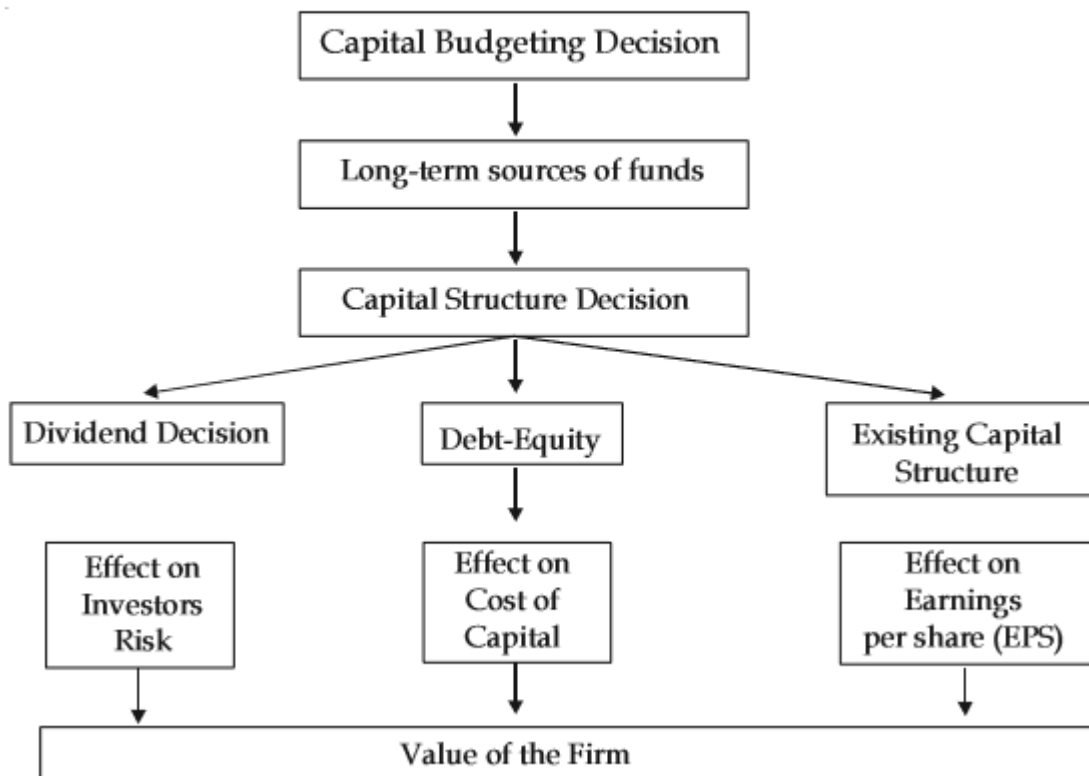 Capital Budgeting Decision
Long-term sources of funds
Capital Structure Decision
Dividend Decision
Debt-Equity
Existing Capital
Structure
Effect on
Investors
Risk
Effect on
Cost of
Capital
Effect on
Earnings
per share (EPS)
Value of the Firm